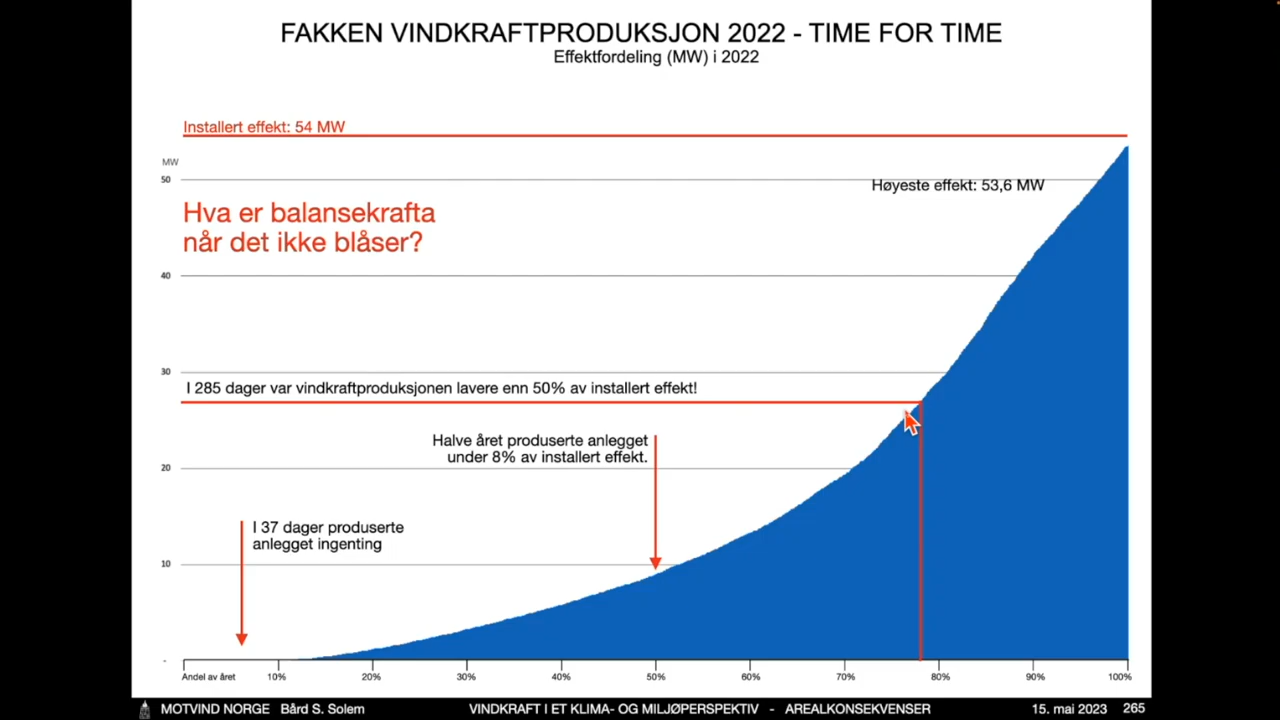 FAKKEN VINDKRAFTPRODUKSJON 2022 - TIME FOR TIME
Effektfordeling (MW) i 2022
Installert effekt: 54 MW
MW
50
Høyeste effekt: 53,6 MW
Hva er balansekrafta
når det ikke blåser?
40
30
I 285 dager var vindkraftproduksjonen lavere enn 50% av installert effekt!
Halve året produserte anlegget
under 8% av installert effekt.
20
I 37 dager produserte
anlegget ingenting
10
-
Andel av året 10% 20% 30% 40% 50% 60% 70% 80% 90% 100%
MOTVIND NORGE Bård S. Solem VINDKRAFT I ET KLIMA- OG MILJØPERSPEKTIV - AREALKONSEKVENSER 15. mai 2023 265